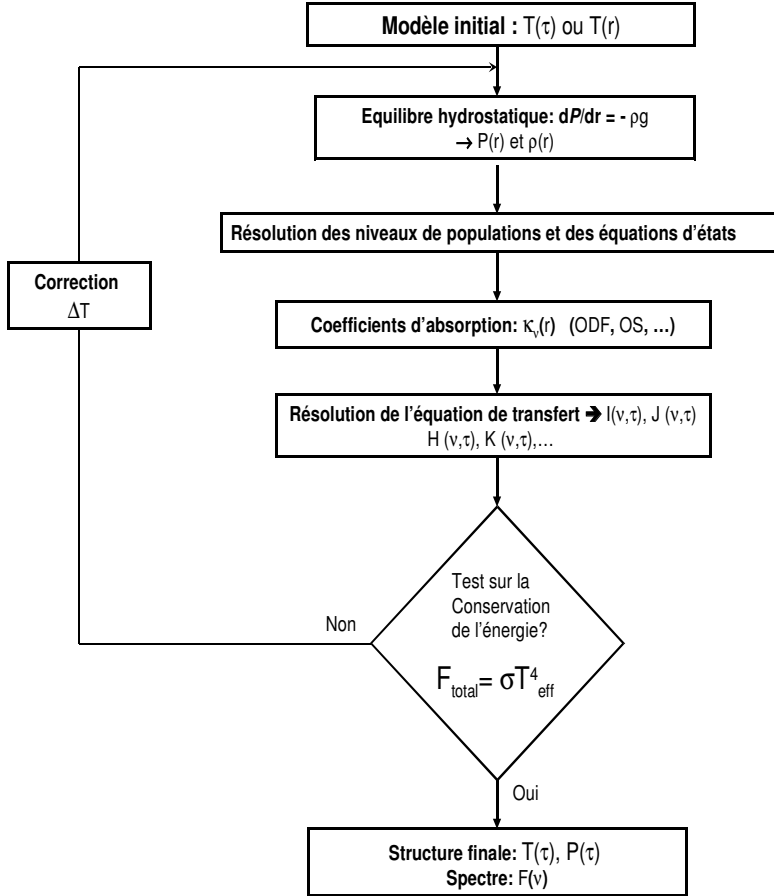 Modèle initial : T(τ) ou T(r)
Equilibre hydrostatique: dP/dr = - ρg
→ P(r) et ρ(r)
Résolution des niveaux de populations et des équations d’états
Correction
ΔT
Coefficients d’absorption: κν(r) (ODF, OS, ...)
Résolution de l’équation de transfert ➔ I(ν,τ), J (ν,τ)
H (ν,τ), K (ν,τ),...
Test sur la
Conservation
de l’énergie?
Non
F_total= σT⁴_eff
Oui
Structure finale: T(τ), P(τ)
Spectre: F(ν)